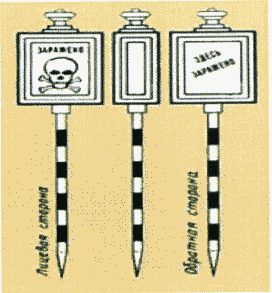 ЗАРАЖЕНО
ЗДЕСЬ
ЗАРАЖЕНО
Лицевая сторона
Обратная сторона